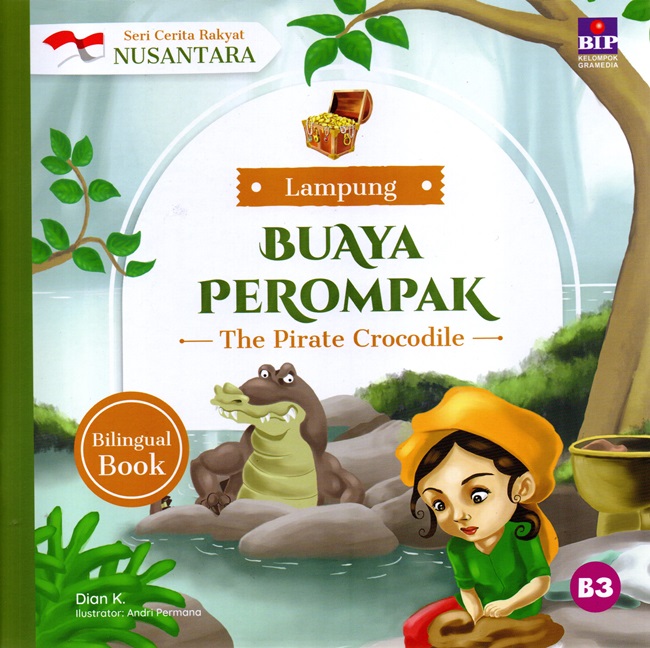 Seri Cerita Rakyat
NUSANTARA
BIP
KELOMPOK
GRAMEDIA
Lampung
BUAYA
PEROMPAK
The Pirate Crocodile
Bilingual
Book
Dian K.
Ilustrator: Andri Permana
B3